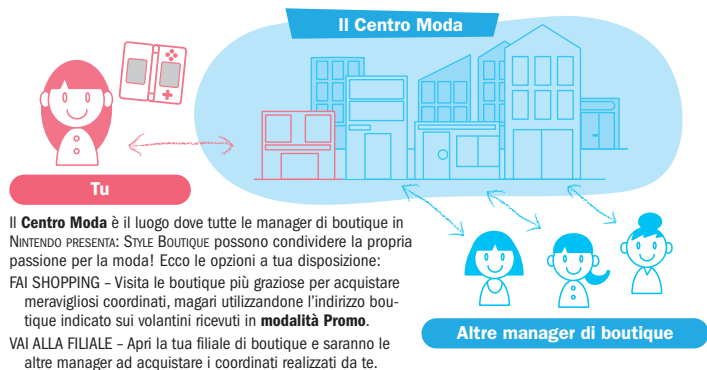 Il Centro Moda
Tu
Il Centro Moda è il luogo dove tutte le manager di boutique in
NINTENDO PRESENTA: STYLE BOUTIQUE possono condividere la propria
passione per la moda! Ecco le opzioni a tua disposizione:
FAI SHOPPING – Visita le boutique più graziose per acquistare
meravigliosi coordinati, magari utilizzandone l'indirizzo bou-
tique indicato sui volantini ricevuti in modalità Promo.
VAI ALLA FILIALE – Apri la tua filiale di boutique e saranno le
altre manager ad acquistare i coordinati realizzati da te.
Altre manager di boutique